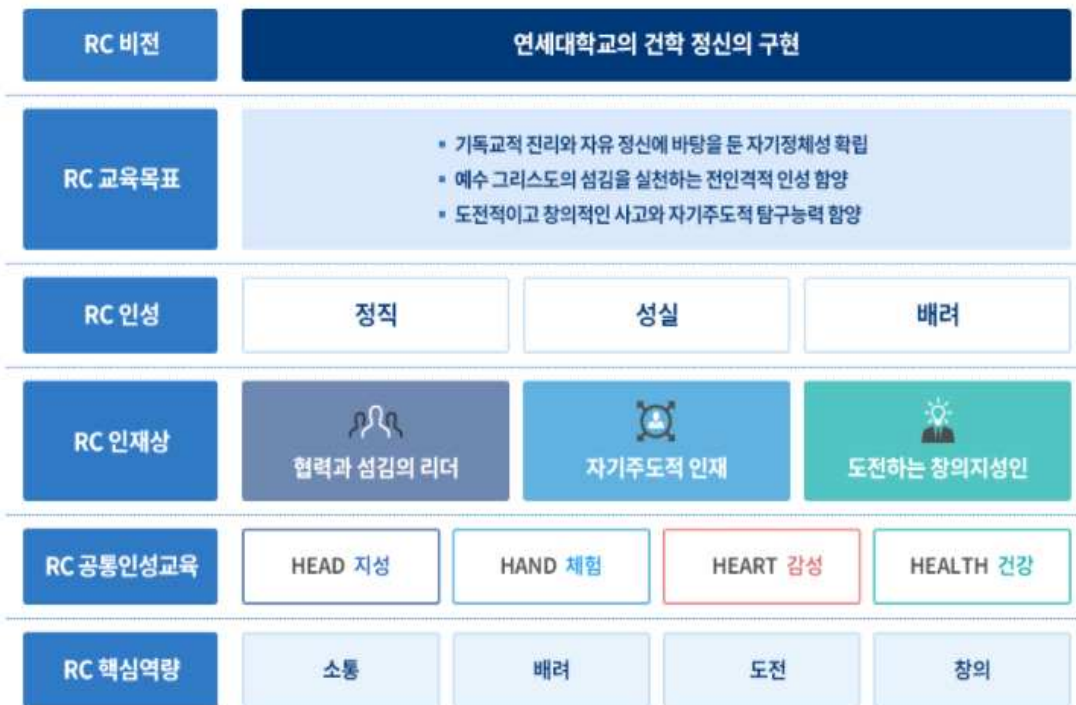 RC 비전
연세대학교의 건학 정신의 구현
RC 교육목표
▪ 기독교적 진리와 자유 정신에 바탕을 둔 자기정체성 확립
▪ 예수 그리스도의 섬김을 실천하는 전인격적 인성 함양
▪ 도전적이고 창의적인 사고와 자기주도적 탐구능력 함양
RC 인성
정직
성실
배려
RC 인재상
협력과 섬김의 리더
자기주도적 인재
도전하는 창의지성인
RC 공통인성교육
HEAD 지성
HAND 체험
HEART 감성
HEALTH 건강
RC 핵심역량
소통
배려
도전
창의